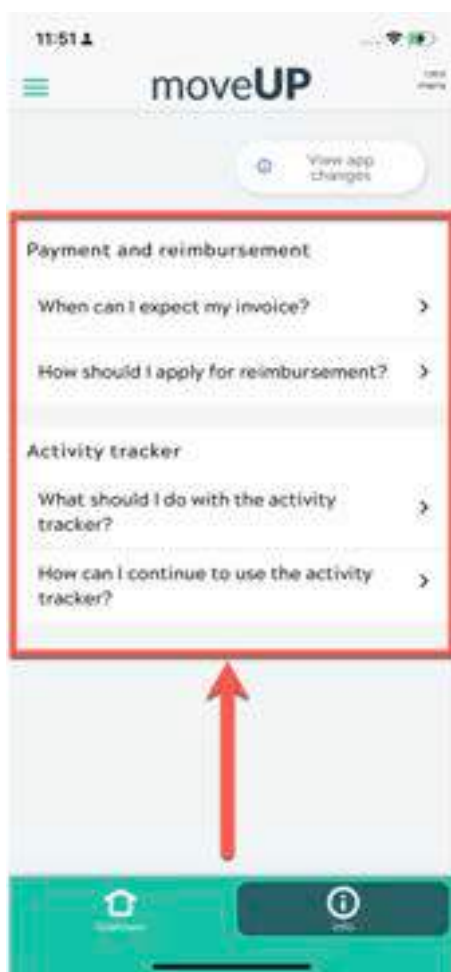 11:51
moveUP
View app
changes
Payment and reimbursement
When can I expect my invoice?
How should I apply for reimbursement?
Activity tracker
What should I do with the activity
tracker?
How can I continue to use the activity
tracker?
Info